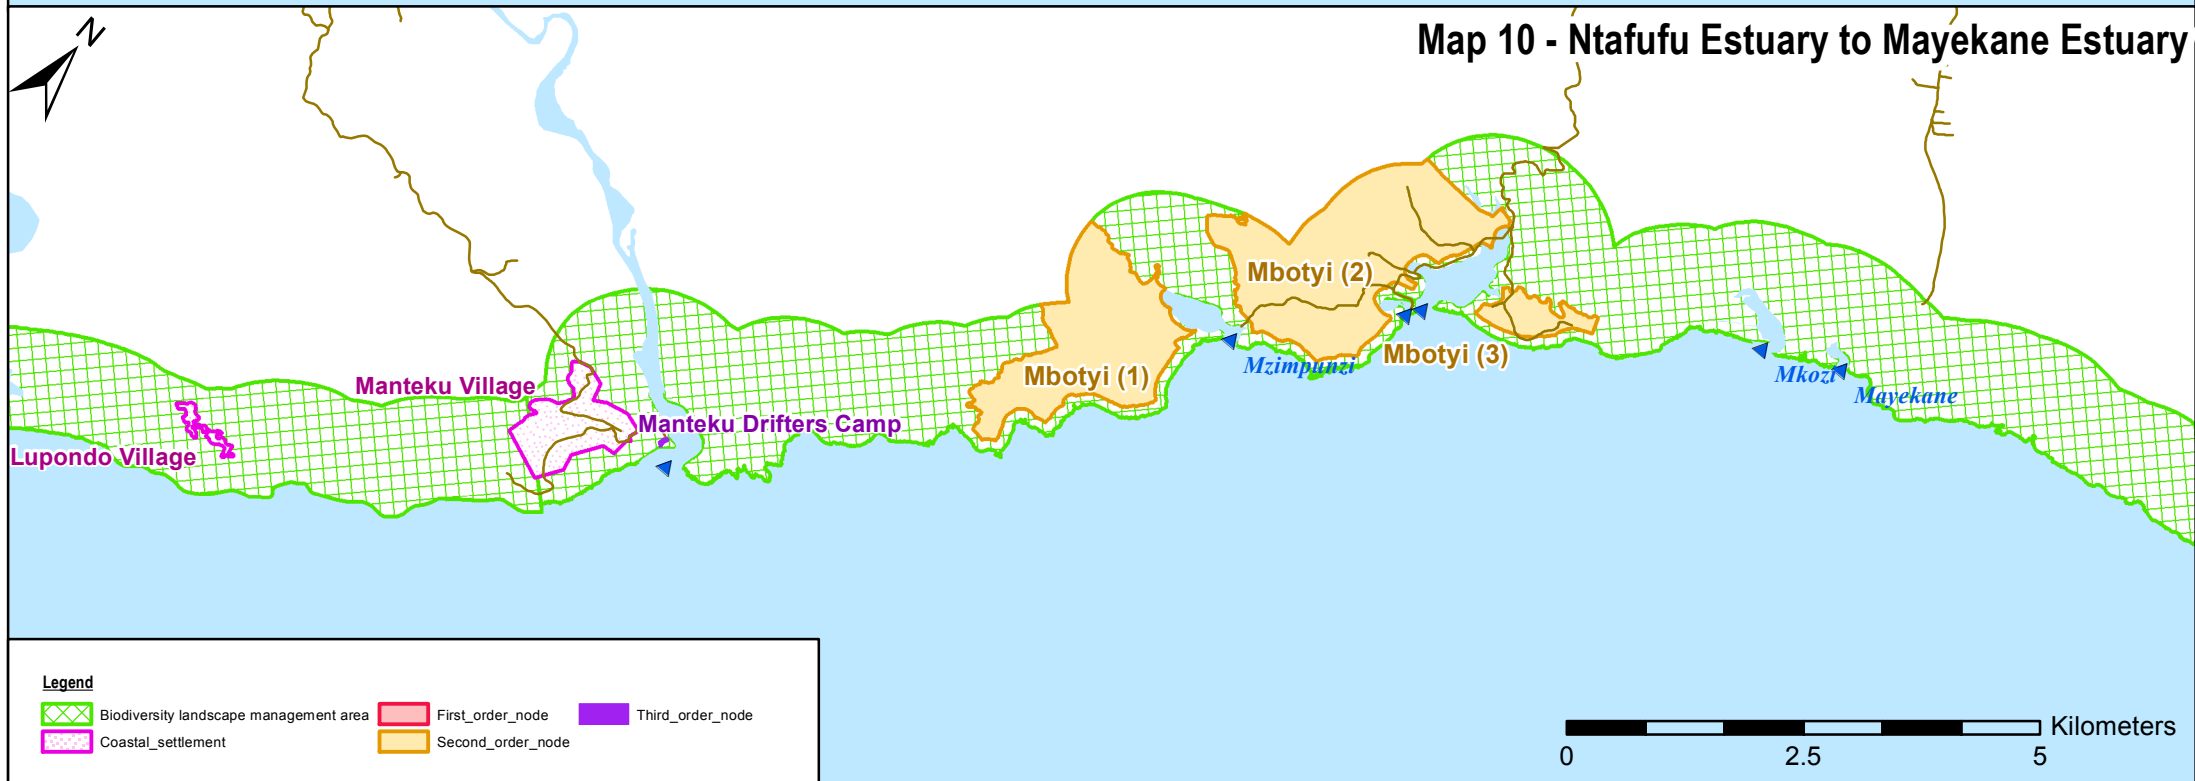 N
Map 10 - Ntafufu Estuary to Mayekane Estuary
Mbotyi (2)
Mbotyi (3)
Mzimpunzi
Mbotyi (1)
Mkozi
Mayekane
Manteku Village
Manteku Drifters Camp
Lupondo Village
Legend
Biodiversity landscape management area
First_order_node
Third_order_node
Coastal_settlement
Second_order_node
Kilometers
0 2.5 5